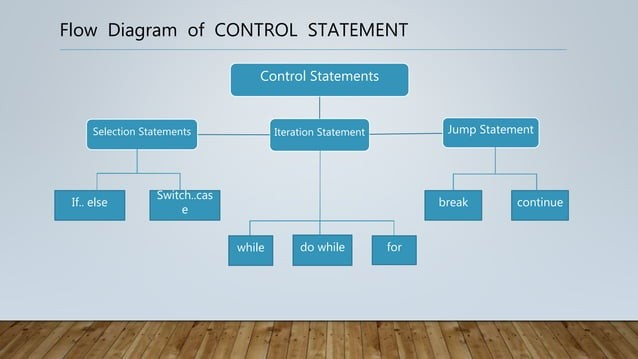 Flow Diagram of CONTROL STATEMENT
Control Statements
Selection Statements
Iteration Statement
Jump Statement
If.. else
Switch..cas
e
break
continue
while
do while
for